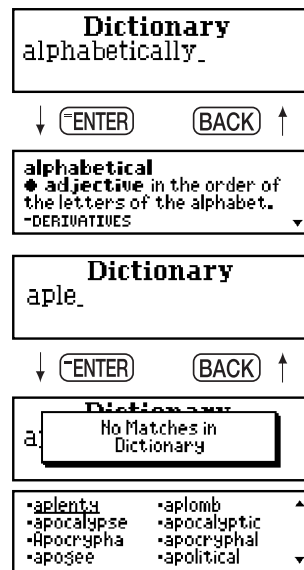 Dictionary
alphabetically_
ENTER BACK
alphabetical
adjective in the order of
the letters of the alphabet.
-DERIVATIVES
Dictionary
aple_
ENTER BACK
Dictionary
a
No Matches in
Dictionary
•aplenty •aplomb
•apocalypse •apocalyptic
•Apocrypha •apocryphal
•apogee •apolitical